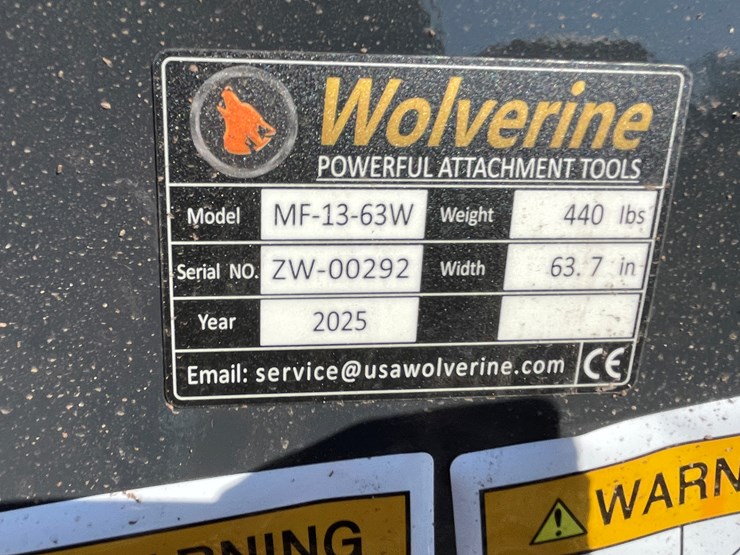 Wolverine
POWERFUL ATTACHMENT TOOLS
Model MF-13-63W Weight 440 lbs
Serial NO. ZW-00292 Width 63.7 in
Year 2025
Email: service@usawolverine.com CE